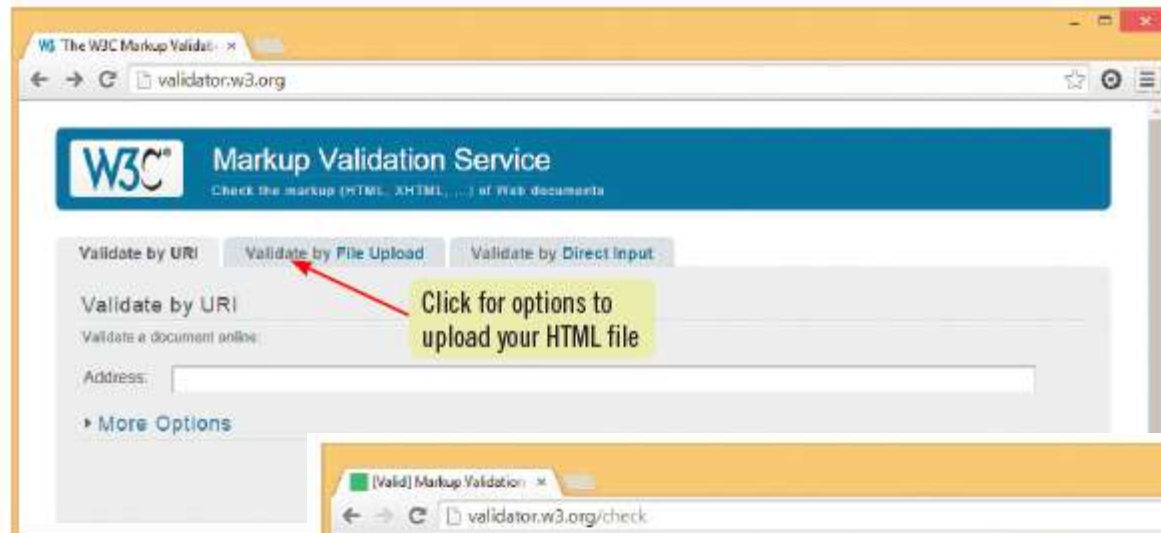 The W3C Markup Validati
validator.w3.org
W3C
Markup Validation Service
Check the markup (HTML, XHTML, ...) of Web documents
Validate by URI
Validate by File Upload
Validate by Direct Input
Validate by URI
Validate a document online:
Address:
More Options
Click for options to
upload your HTML file
[Valid] Markup Validation
validator.w3.org/check